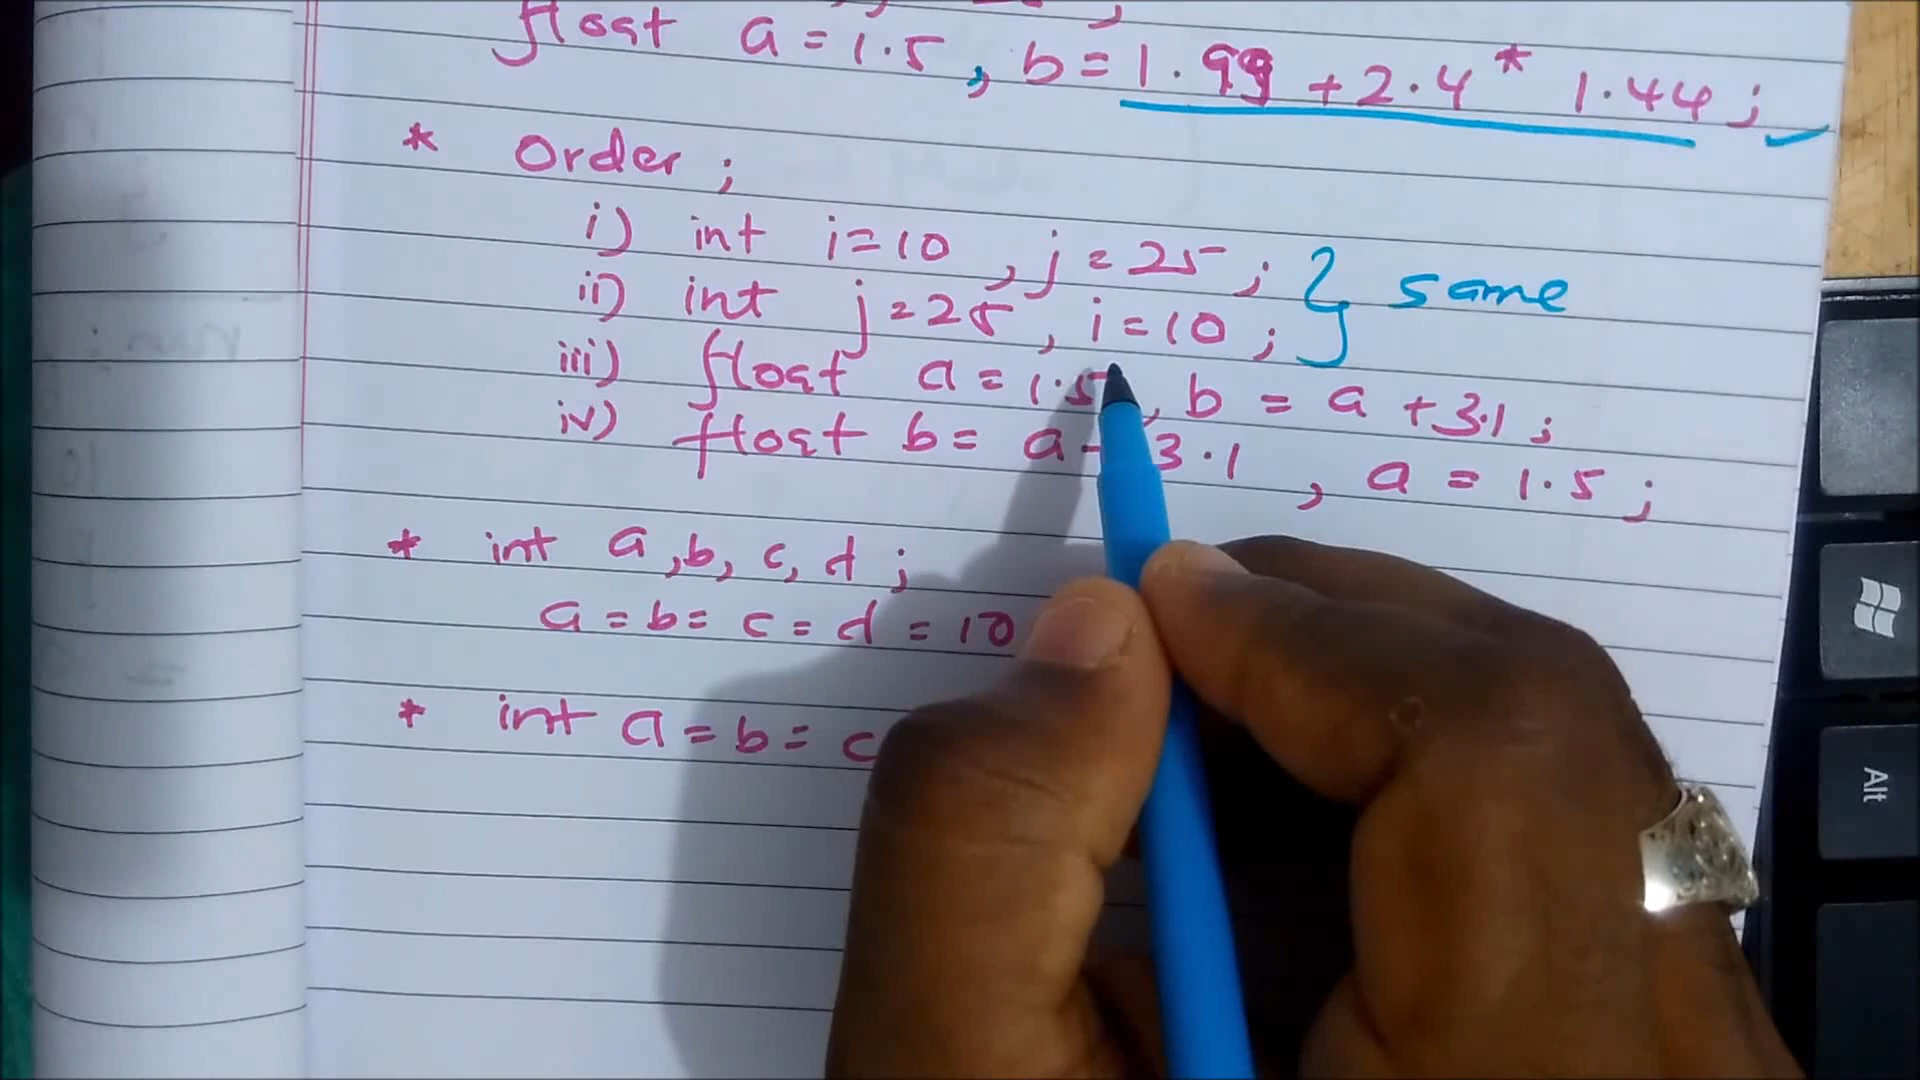 float a = 1.5 , b = 1.99 + 2.4 * 1.44 ;
* Order ;
i) int i=10 , j = 25 ; } same
ii) int j = 25 , i = 10 ;
iii) float a = 1.5 , b = a + 3.1 ;
iv) float b = a + 3.1 , a = 1.5 ;
* int a, b, c, d ;
a = b = c = d = 10
* int a = b = c
Alt